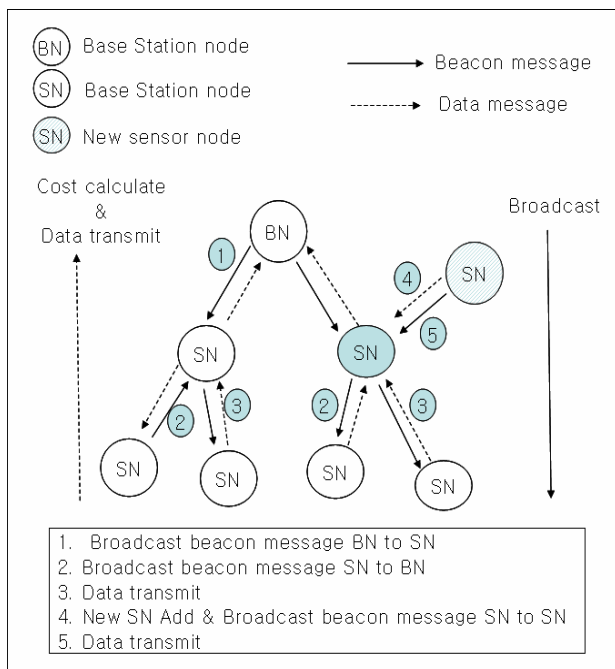 BN Base Station node
SN Base Station node
SN New sensor node
Beacon message
Data message
Cost calculate
&
Data transmit
Broadcast
BN
1
SN
4
5
SN
SN
2
3
2
3
SN
SN
SN
SN
1. Broadcast beacon message BN to SN
2. Broadcast beacon message SN to BN
3. Data transmit
4. New SN Add & Broadcast beacon message SN to SN
5. Data transmit